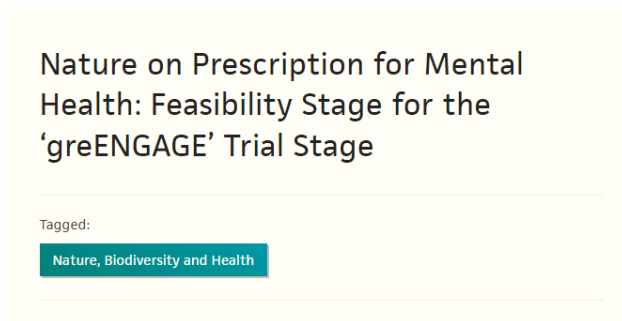 Nature on Prescription for Mental
Health: Feasibility Stage for the
‘greENGAGE’ Trial Stage
Tagged:
Nature, Biodiversity and Health